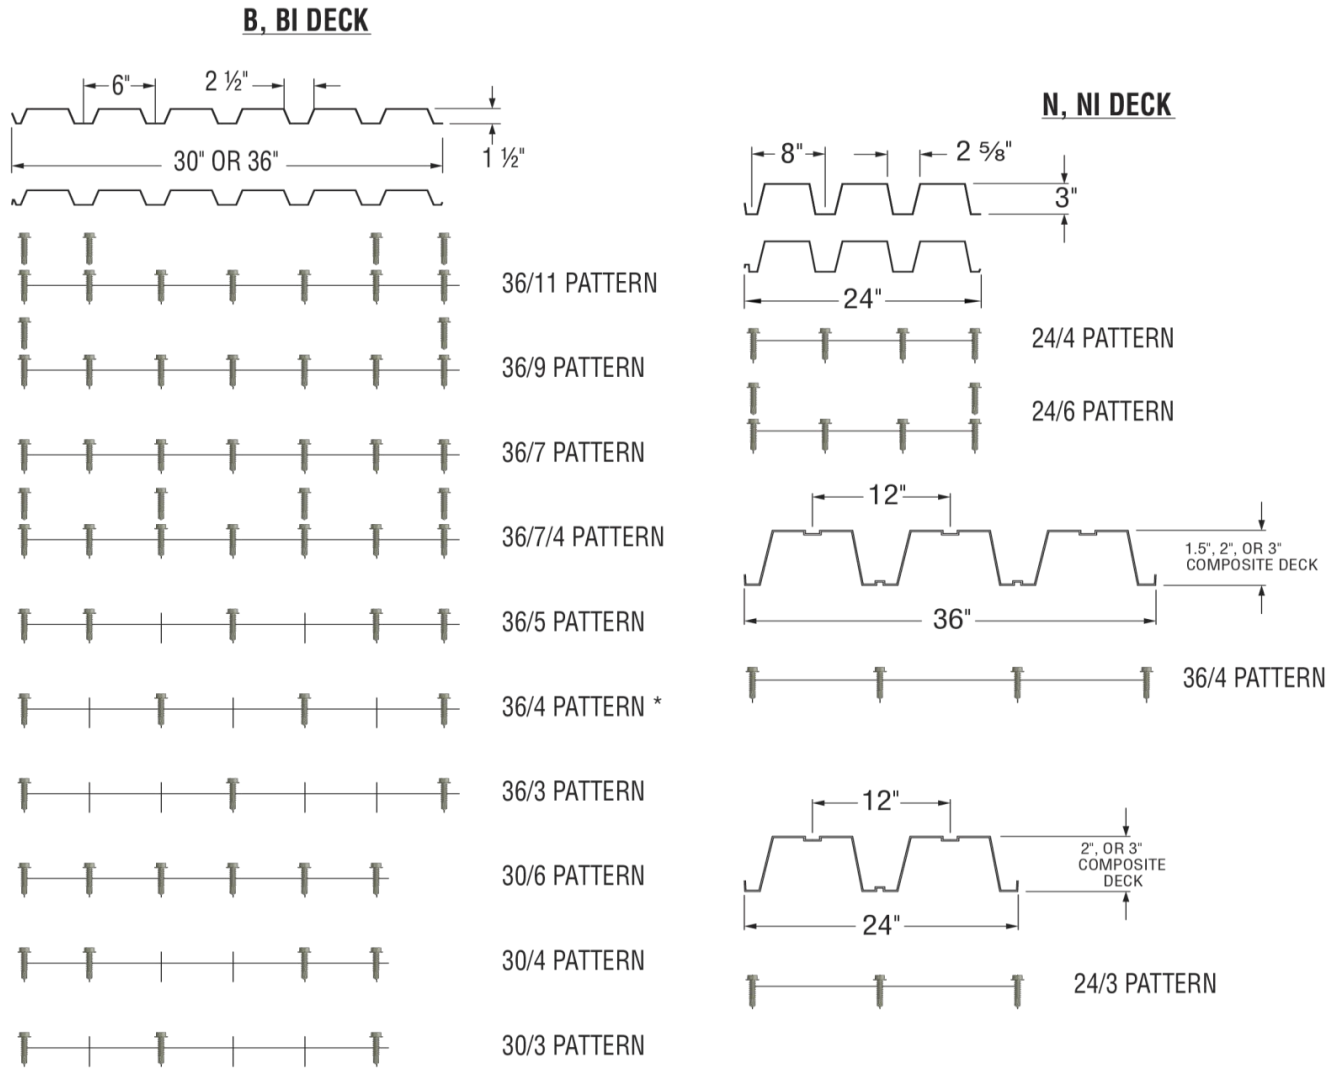 B, BI DECK
6"
2 ½"
1 ½"
30" OR 36"
36/11 PATTERN
36/9 PATTERN
36/7 PATTERN
36/7/4 PATTERN
36/5 PATTERN
36/4 PATTERN *
36/3 PATTERN
30/6 PATTERN
30/4 PATTERN
30/3 PATTERN
N, NI DECK
8"
2 ⅝"
3"
24"
24/4 PATTERN
24/6 PATTERN
12"
1.5", 2", OR 3"
COMPOSITE DECK
36"
36/4 PATTERN
12"
2", OR 3"
COMPOSITE
DECK
24"
24/3 PATTERN